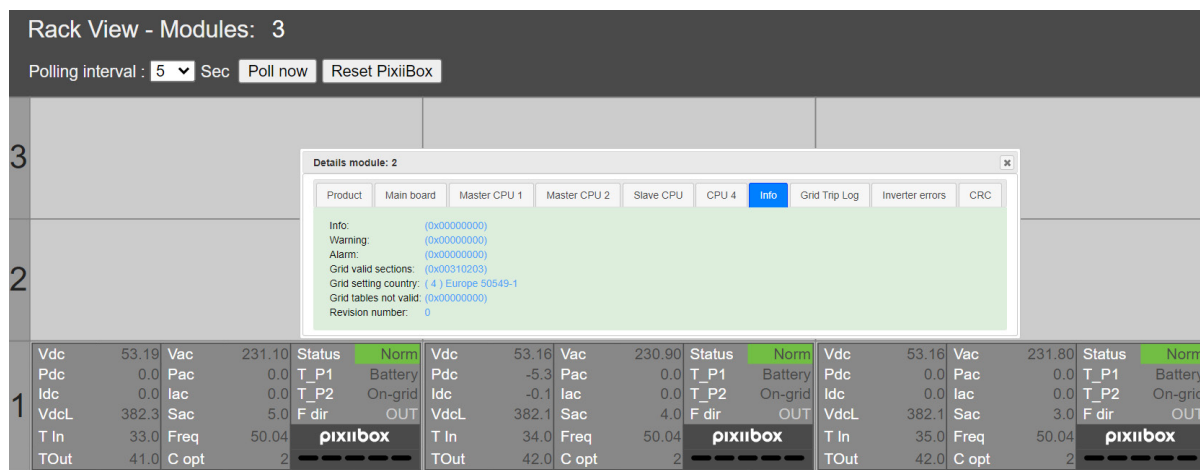 Rack View - Modules: 3
Polling interval : 5 Sec Poll now Reset PixiiBox
3
Details module: 2
Product Main board Master CPU 1 Master CPU 2 Slave CPU CPU 4 Info Grid Trip Log Inverter errors CRC
Info: (0x00000000)
Warning: (0x00000000)
Alarm: (0x00000000)
Grid valid sections: (0x00310203)
Grid setting country: ( 4 ) Europe 50549-1
Grid tables not valid: (0x00000000)
Revision number: 0
2
1
Vdc 53.19 Vac 231.10 Status Norm
Pdc 0.0 Pac 0.0 T_P1 Battery
Idc 0.0 Iac 0.0 T_P2 On-grid
VdcL 382.3 Sac 5.0 F dir OUT
T In 33.0 Freq 50.04 pixiibox
TOut 41.0 C opt 2
Vdc 53.16 Vac 230.90 Status Norm
Pdc -5.3 Pac 0.0 T_P1 Battery
Idc -0.1 Iac 0.0 T_P2 On-grid
VdcL 382.1 Sac 4.0 F dir OUT
T In 34.0 Freq 50.04 pixiibox
TOut 42.0 C opt 2
Vdc 53.16 Vac 231.80 Status Norm
Pdc 0.0 Pac 0.0 T_P1 Battery
Idc 0.0 Iac 0.0 T_P2 On-grid
VdcL 382.1 Sac 3.0 F dir OUT
T In 35.0 Freq 50.04 pixiibox
TOut 42.0 C opt 2